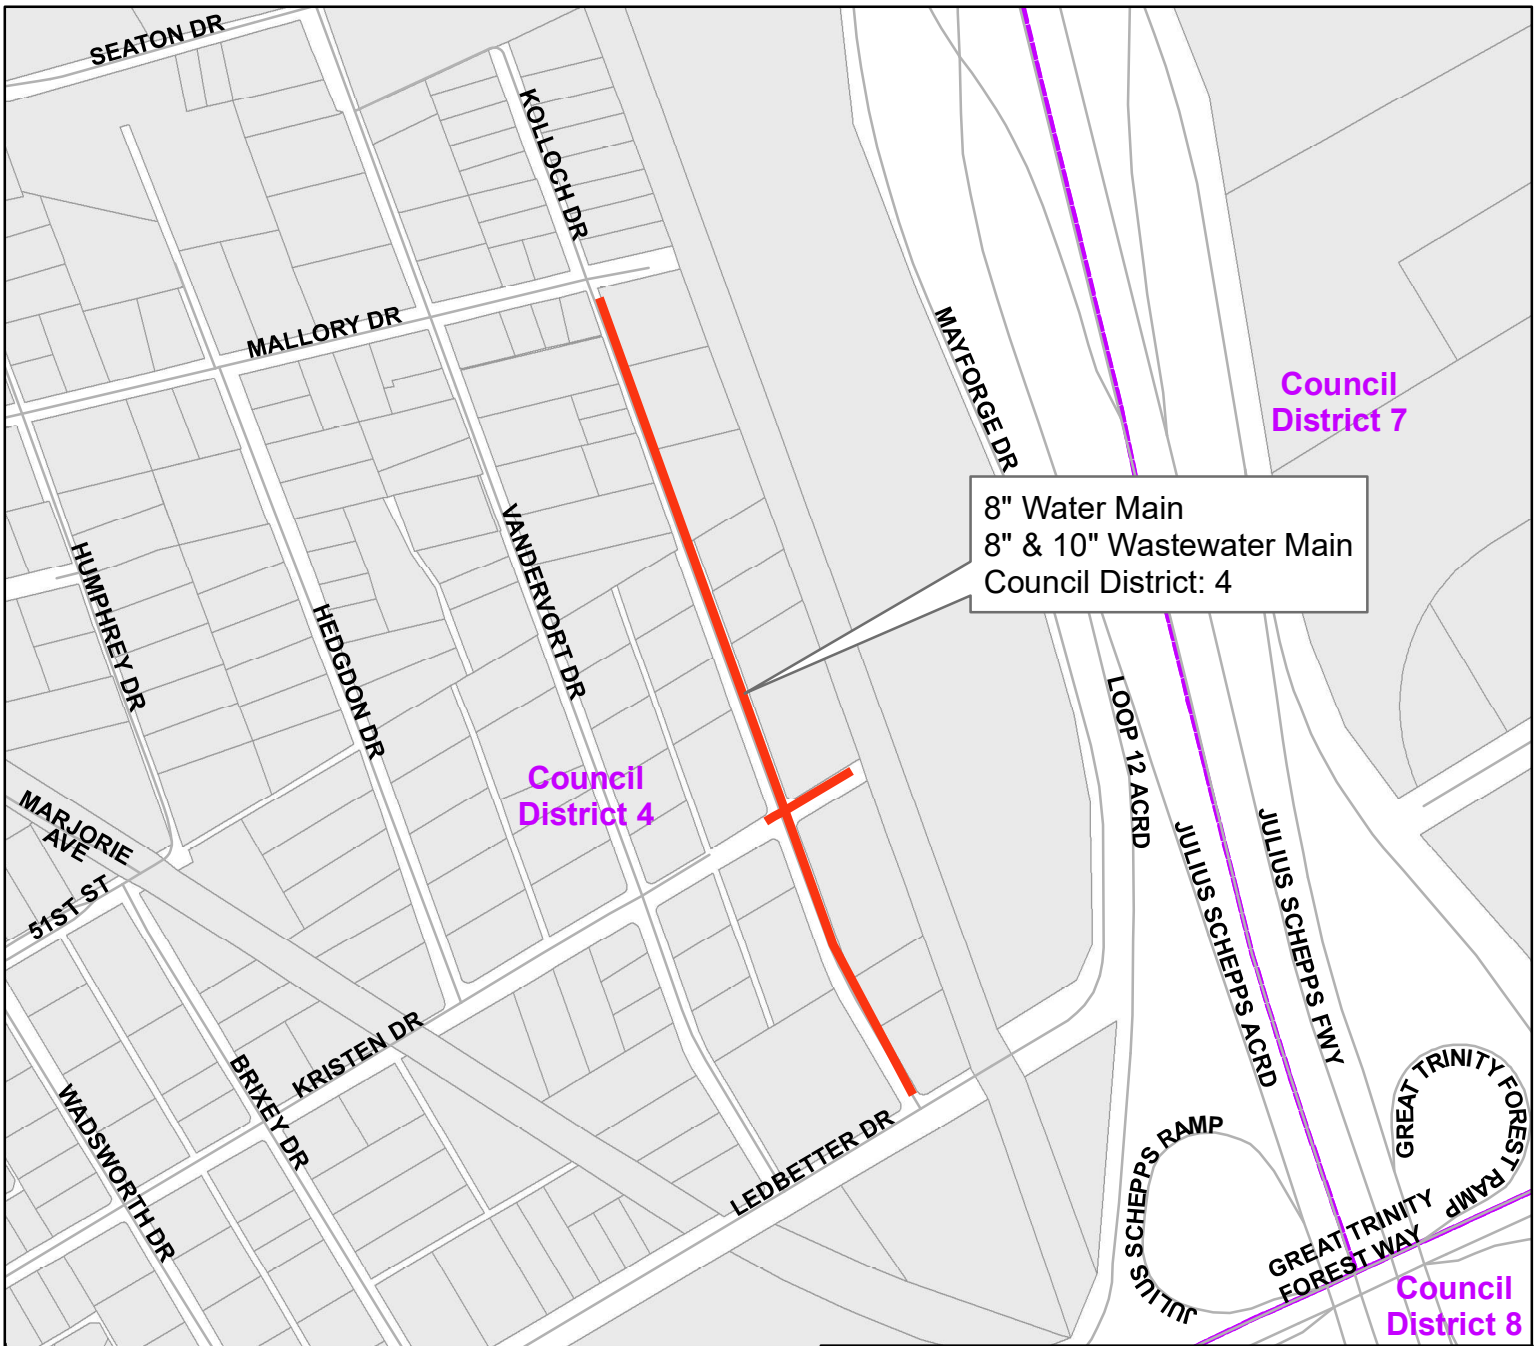 SEATON DR
KOLLOCH DR
MALLORY DR
MAYFORGE DR
Council
District 7
8" Water Main
8" & 10" Wastewater Main
Council District: 4
HUMPHREY DR
HEDGDON DR
VANDERVORT DR
LOOP 12 ACRD
Council
District 4
MARJORIE
AVE
51ST ST
JULIUS SCHEPPS ACRD
JULIUS SCHEPPS FWY
KRISTEN DR
BRIXEY DR
WADSWORTH DR
LEDBETTER DR
JULIUS SCHEPPS RAMP
GREAT TRINITY FOREST RAMP
GREAT TRINITY
FOREST WAY
Council
District 8